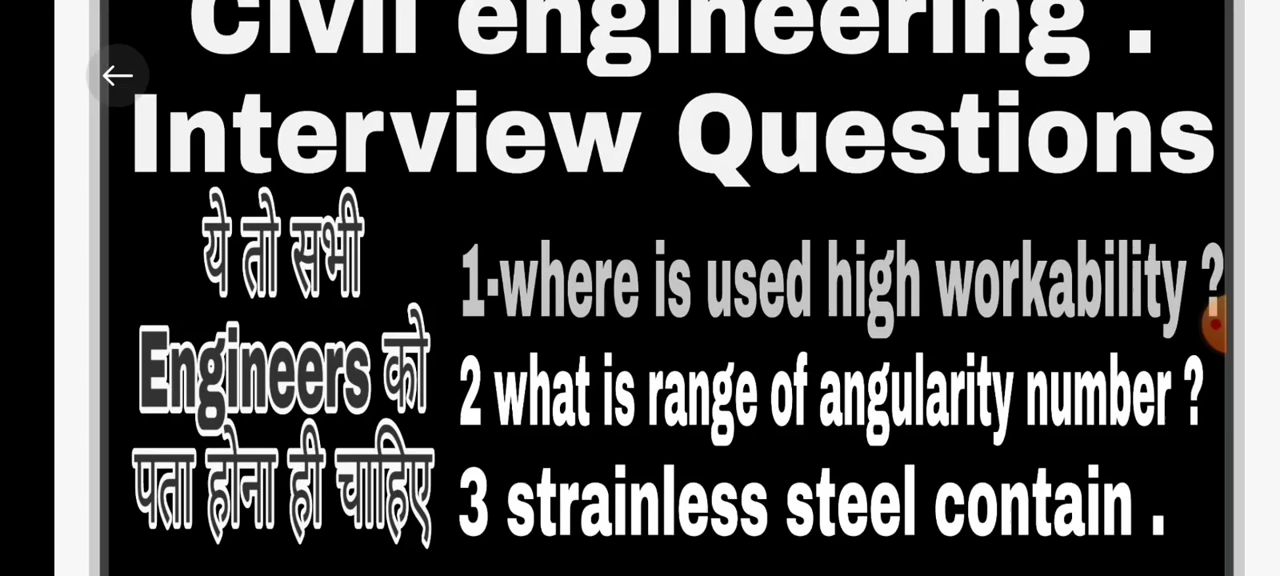 Civil engineering .
Interview Questions
ये तो सभी
Engineers को
पता होना ही चाहिए
1-where is used high workability ?
2 what is range of angularity number ?
3 strainless steel contain .